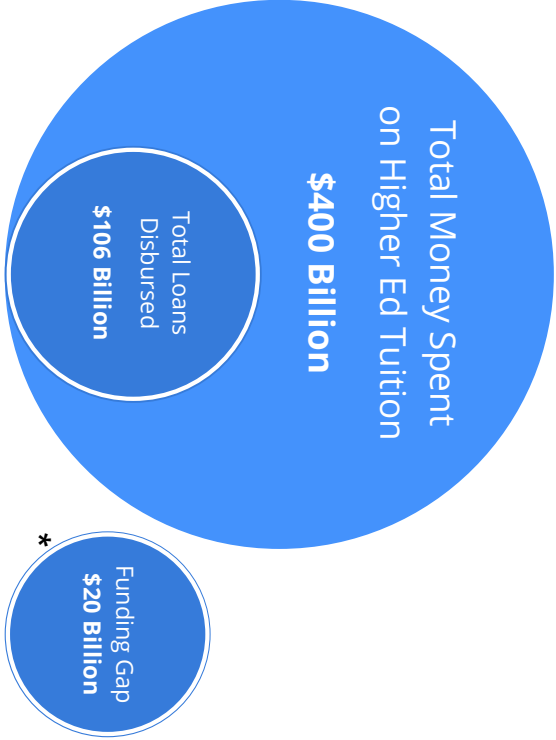 Total Money Spent
on Higher Ed Tuition
$400 Billion
Total Loans
Disbursed
$106 Billion
Funding Gap
$20 Billion
*